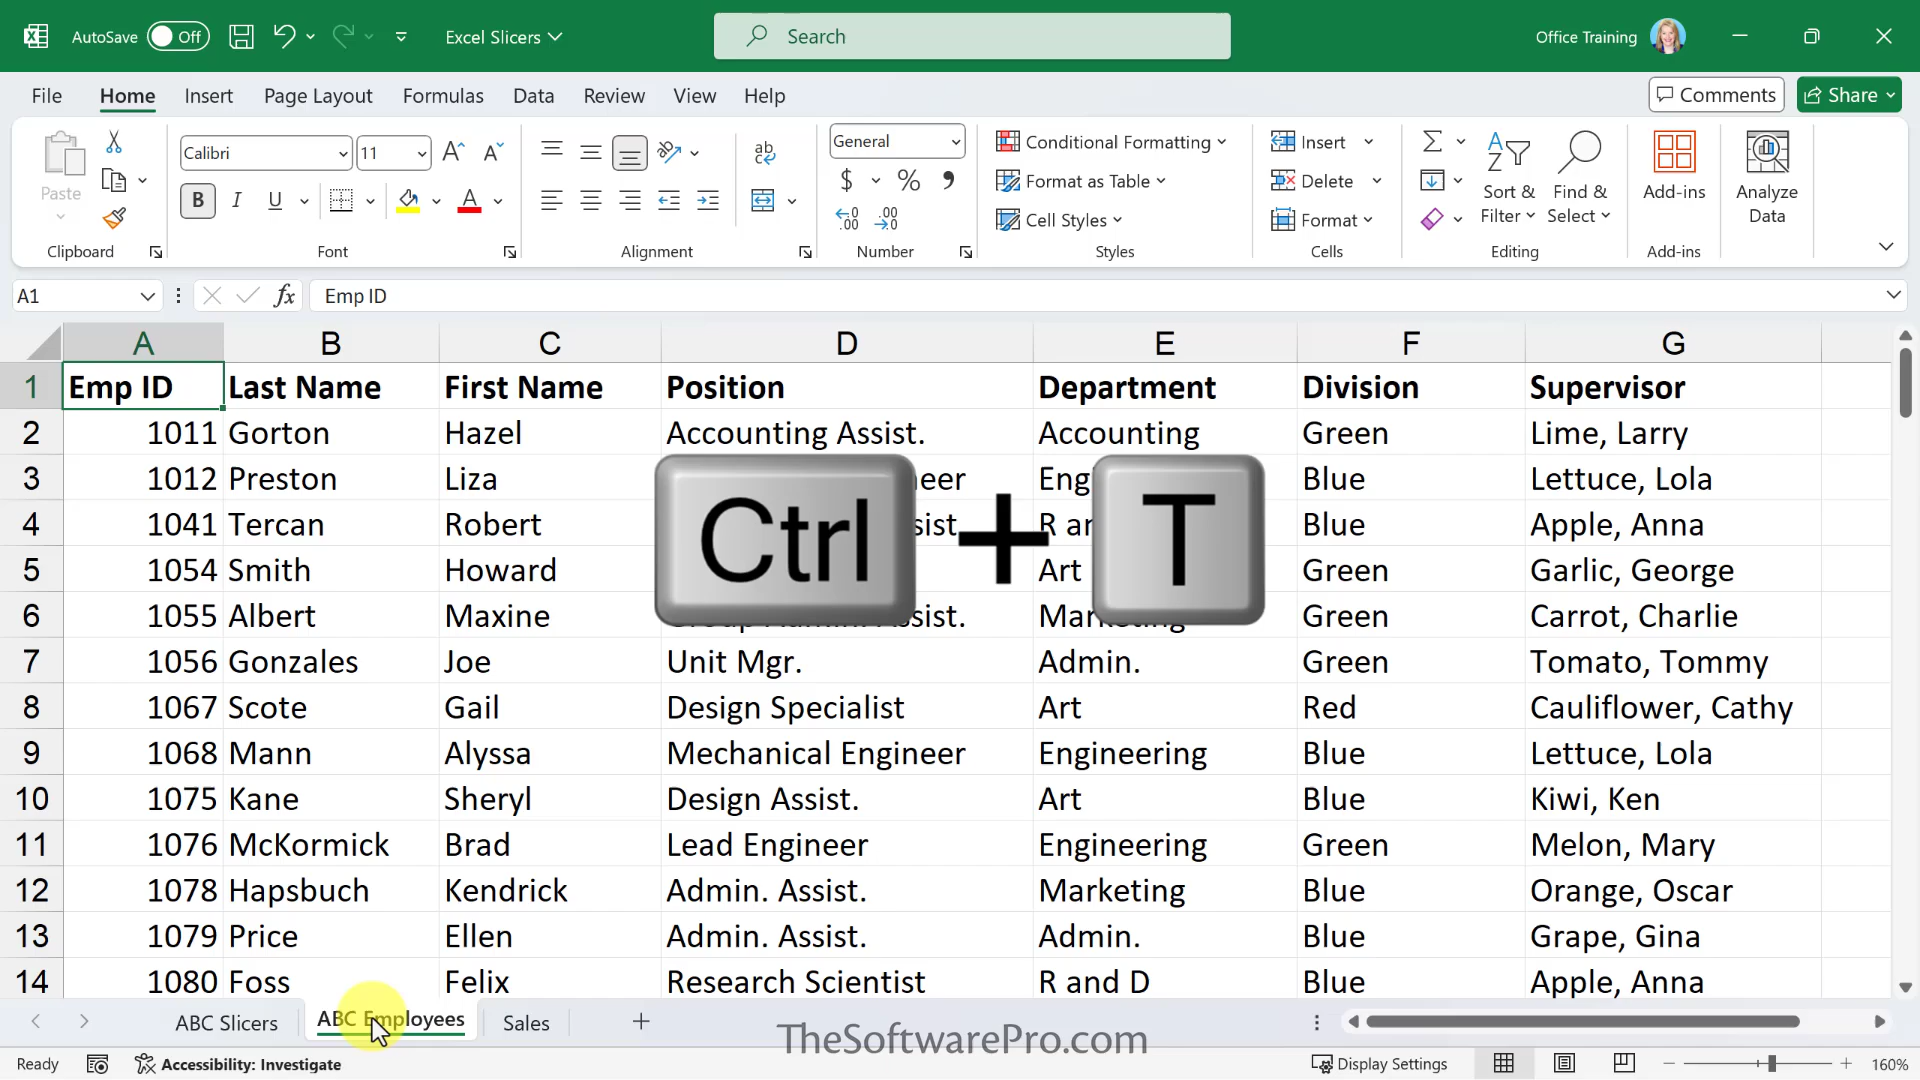 AutoSave Off Excel Slicers Search Office Training
File Home Insert Page Layout Formulas Data Review View Help Comments Share
Paste Calibri 11 A A ab General Conditional Formatting Insert Σ A Z
B I U A $ % Format as Table Delete Sort & Filter Find & Select Add-ins Analyze Data
Cell Styles Format
Clipboard Font Alignment Number Styles Cells Editing Add-ins
A1 fx Emp ID
A B C D E F G
1 Emp ID Last Name First Name Position Department Division Supervisor
2 1011 Gorton Hazel Accounting Assist. Accounting Green Lime, Larry
3 1012 Preston Liza Blue Lettuce, Lola
4 1041 Tercan Robert Blue Apple, Anna
Ctrl + T
5 1054 Smith Howard Art Green Garlic, George
6 1055 Albert Maxine Green Carrot, Charlie
7 1056 Gonzales Joe Unit Mgr. Admin. Green Tomato, Tommy
8 1067 Scote Gail Design Specialist Art Red Cauliflower, Cathy
9 1068 Mann Alyssa Mechanical Engineer Engineering Blue Lettuce, Lola
10 1075 Kane Sheryl Design Assist. Art Blue Kiwi, Ken
11 1076 McKormick Brad Lead Engineer Engineering Green Melon, Mary
12 1078 Hapsbuch Kendrick Admin. Assist. Marketing Blue Orange, Oscar
13 1079 Price Ellen Admin. Assist. Admin. Blue Grape, Gina
14 1080 Foss Felix Research Scientist R and D Blue Apple, Anna
ABC Slicers ABC Employees Sales
TheSoftwarePro.com
Ready Accessibility: Investigate Display Settings 160%